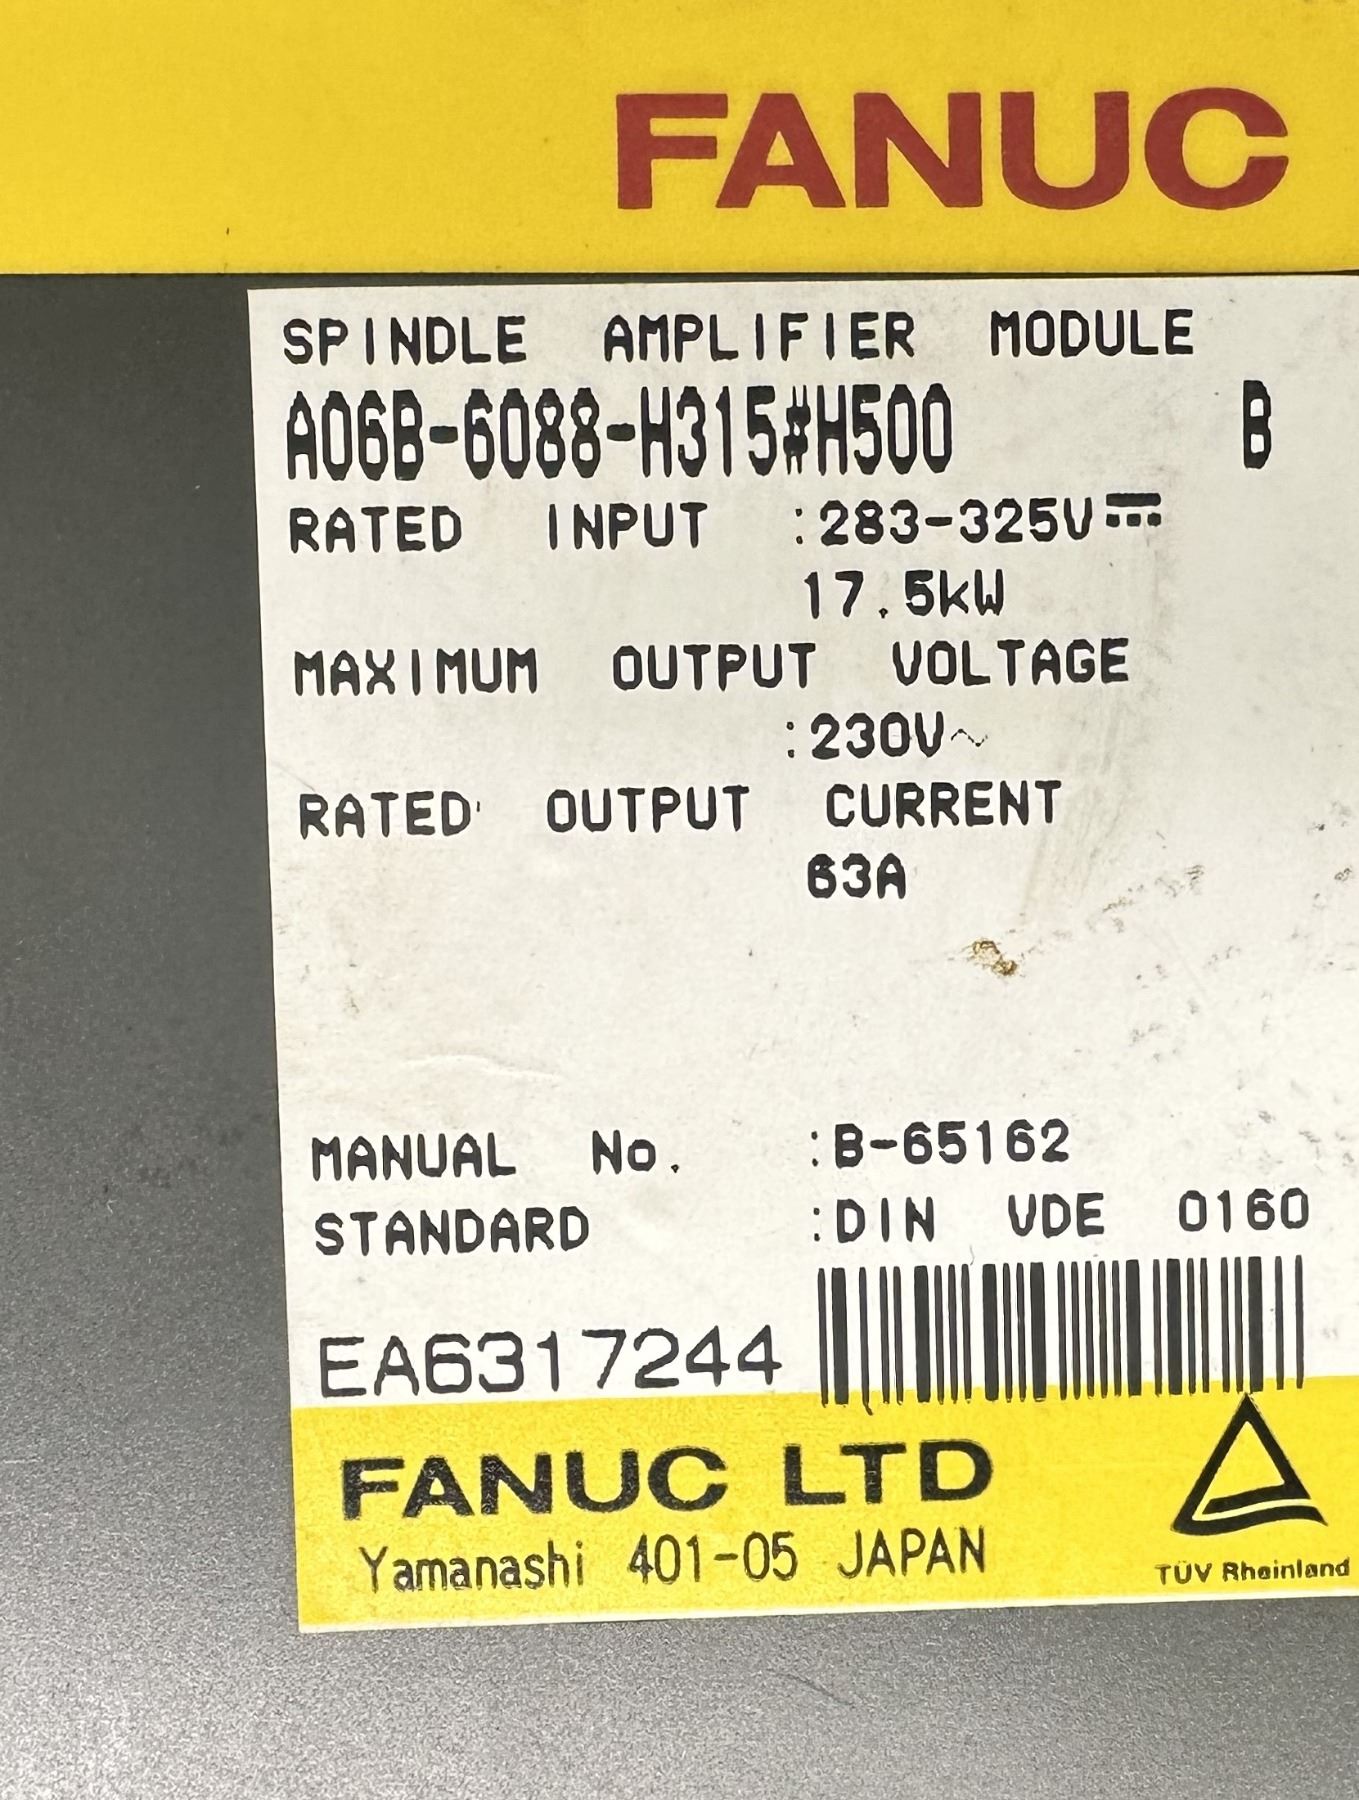 FANUC
SPINDLE AMPLIFIER MODULE
A06B-6088-H315#H500 B
RATED INPUT :283-325V⎓
17.5kW
MAXIMUM OUTPUT VOLTAGE
:230V~
RATED OUTPUT CURRENT
63A
MANUAL No. :B-65162
STANDARD :DIN VDE 0160
EA6317244
FANUC LTD
Yamanashi 401-05 JAPAN
TÜV Rheinland